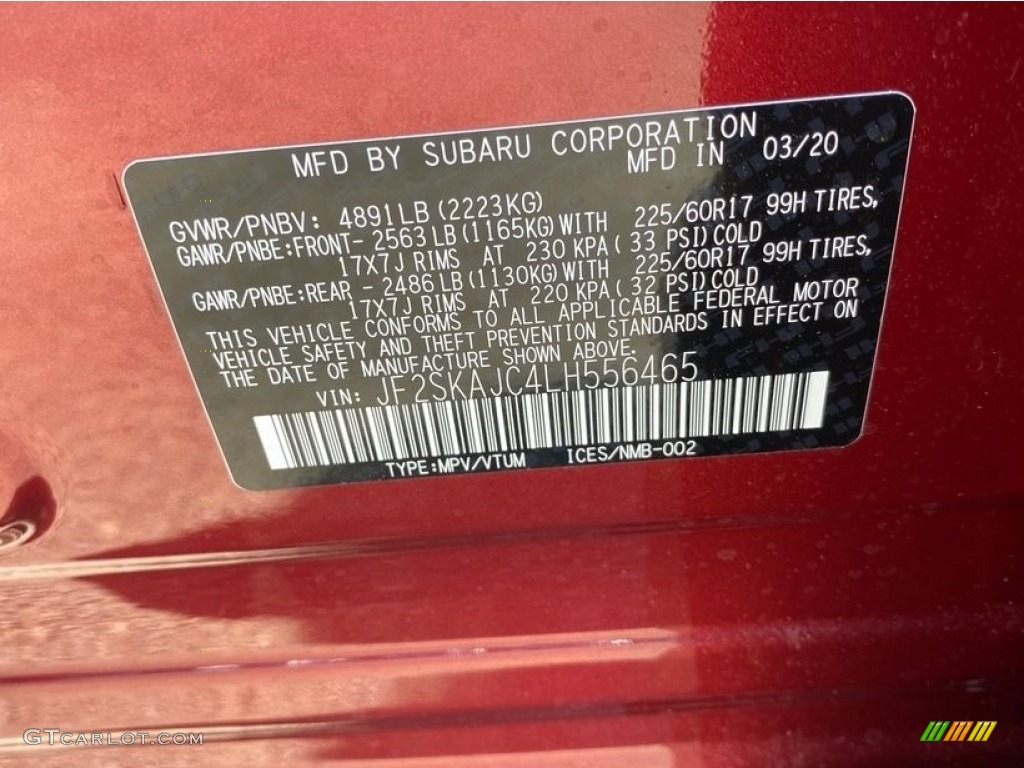 MFD BY SUBARU CORPORATION
MFD IN 03/20
GVWR/PNBV: 4891LB (2223KG)
GAWR/PNBE:FRONT- 2563 LB (1165KG) WITH 225/60R17 99H TIRES,
17X7J RIMS AT 230 KPA ( 33 PSI) COLD
GAWR/PNBE:REAR - 2486 LB (1130KG) WITH 225/60R17 99H TIRES,
17X7J RIMS AT 220 KPA ( 32 PSI) COLD
THIS VEHICLE CONFORMS TO ALL APPLICABLE FEDERAL MOTOR
VEHICLE SAFETY AND THEFT PREVENTION STANDARDS IN EFFECT ON
THE DATE OF MANUFACTURE SHOWN ABOVE.
VIN: JF2SKAJC4LH556465
TYPE:MPV/VTUM ICES/NMB-002
GTCARLOT.COM